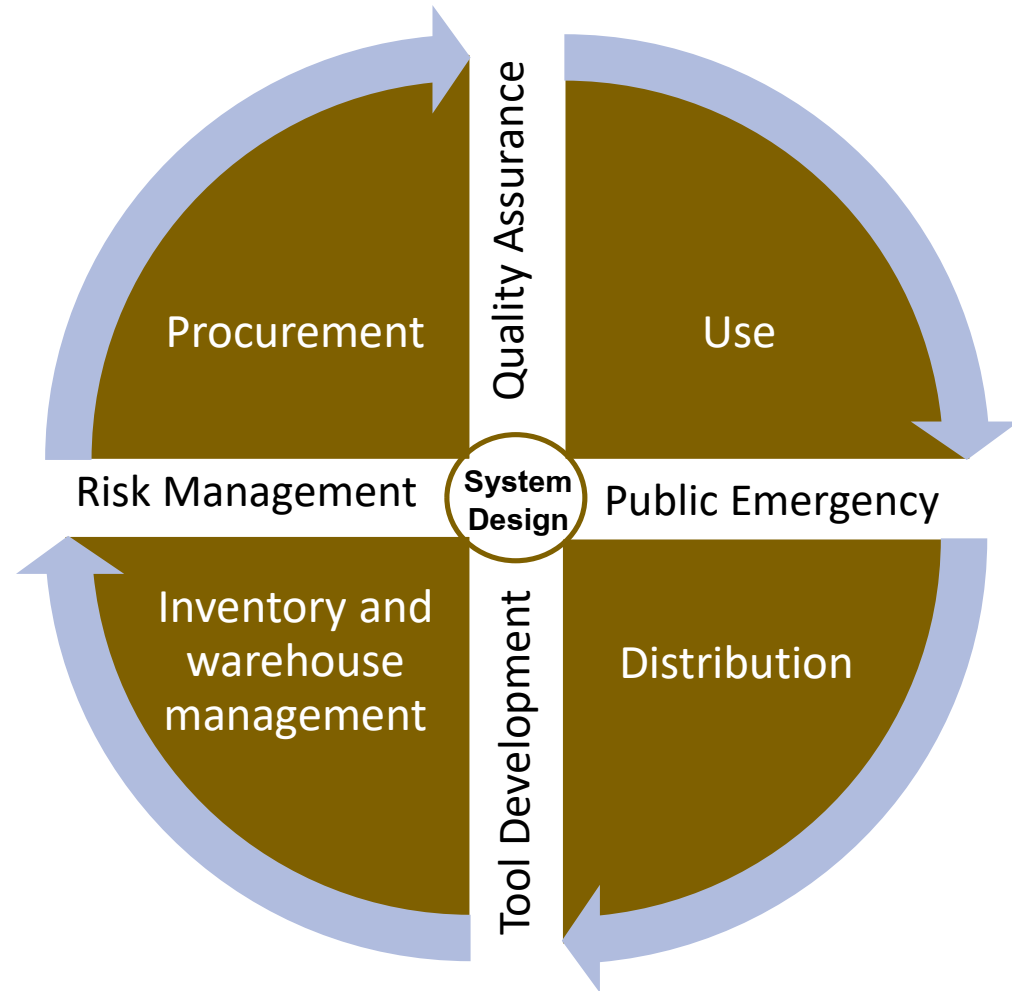 Quality Assurance
Procurement
Use
Risk Management
System
Design
Public Emergency
Inventory and
warehouse
management
Distribution
Tool Development